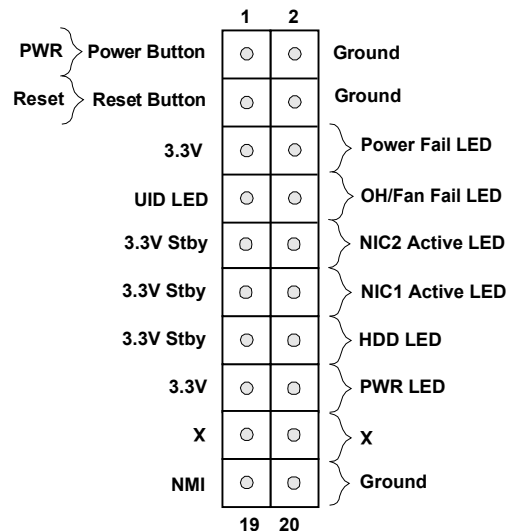 1 2
PWR Power Button Ground
Reset Reset Button Ground
3.3V Power Fail LED
UID LED OH/Fan Fail LED
3.3V Stby NIC2 Active LED
3.3V Stby NIC1 Active LED
3.3V Stby HDD LED
3.3V PWR LED
X X
NMI Ground
19 20